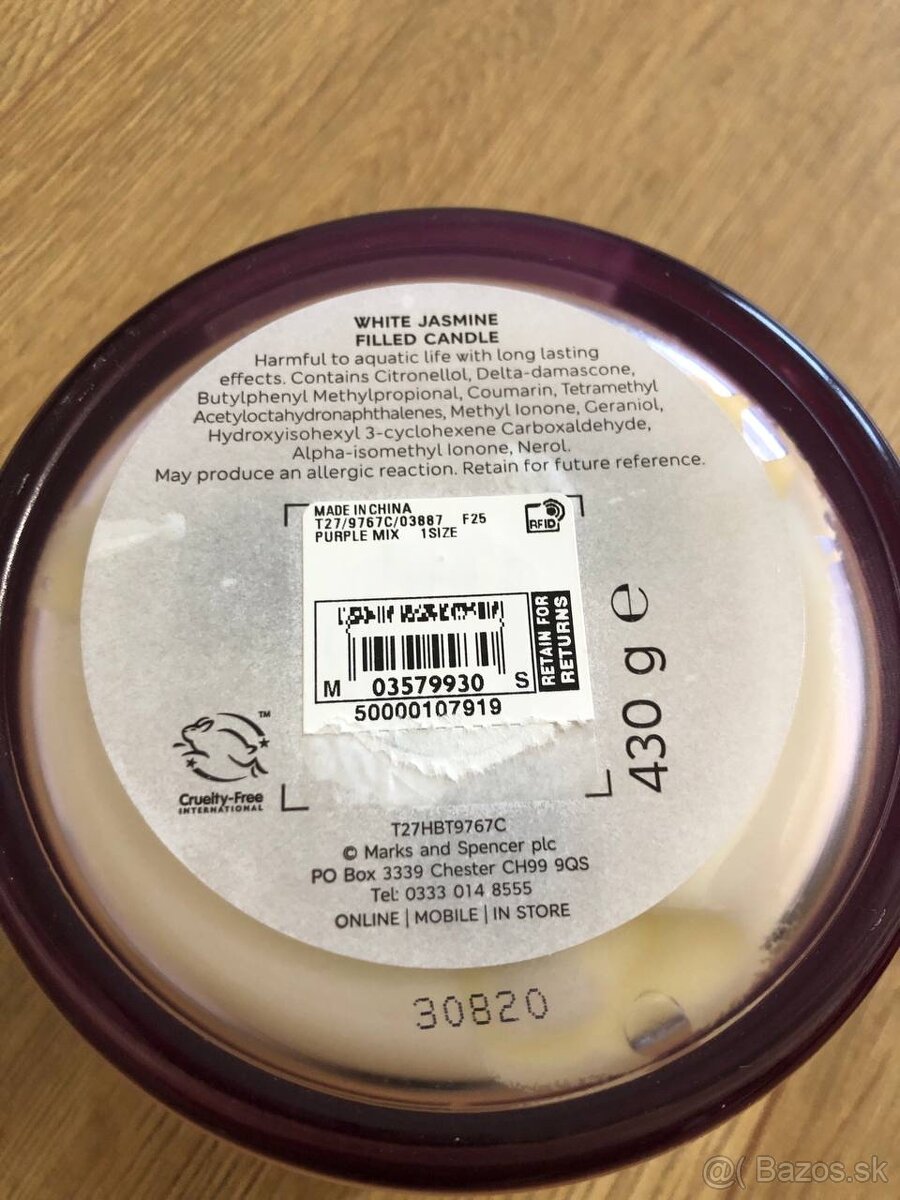 WHITE JASMINE
FILLED CANDLE
Harmful to aquatic life with long lasting
effects. Contains Citronellol, Delta-damascone,
Butylphenyl Methylpropional, Coumarin, Tetramethyl
Acetyloctahydronaphthalenes, Methyl Ionone, Geraniol,
Hydroxyisohexyl 3-cyclohexene Carboxaldehyde,
Alpha-isomethyl Ionone, Nerol.
May produce an allergic reaction. Retain for future reference.
MADE IN CHINA
T27/9767C/03887 F25
PURPLE MIX 1SIZE
RFID
RETAIN FOR
RETURNS
M 03579930 S
50000107919
430 g e
TM
Cruelty-Free
INTERNATIONAL
T27HBT9767C
© Marks and Spencer plc
PO Box 3339 Chester CH99 9QS
Tel: 0333 014 8555
ONLINE | MOBILE | IN STORE
30820
@( Bazos.sk